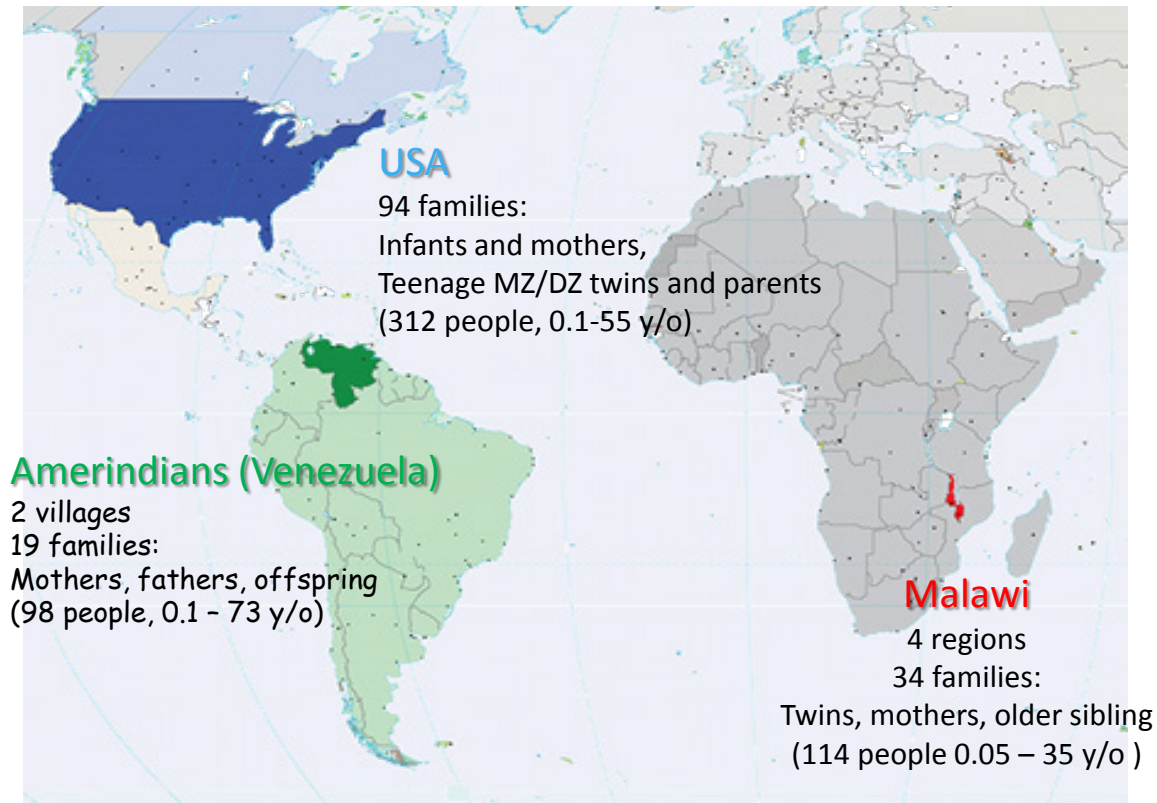 USA
94 families:
Infants and mothers,
Teenage MZ/DZ twins and parents
(312 people, 0.1-55 y/o)
Amerindians (Venezuela)
2 villages
19 families:
Mothers, fathers, offspring
(98 people, 0.1 – 73 y/o)
Malawi
4 regions
34 families:
Twins, mothers, older sibling
(114 people 0.05 – 35 y/o )